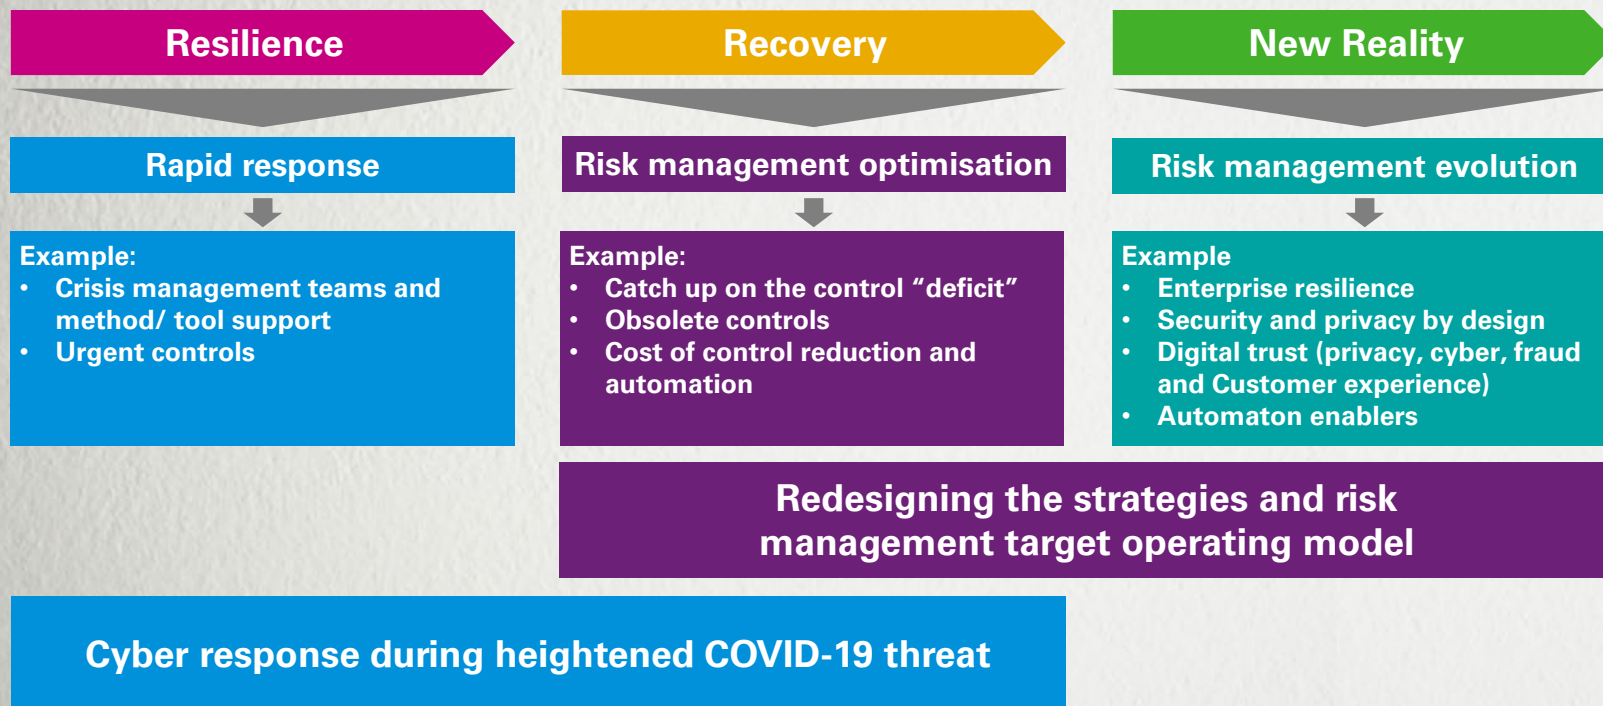 Resilience
Recovery
New Reality
Rapid response
Risk management optimisation
Risk management evolution
Example:
• Crisis management teams and
method/ tool support
• Urgent controls
Example:
• Catch up on the control “deficit”
• Obsolete controls
• Cost of control reduction and
automation
Example
• Enterprise resilience
• Security and privacy by design
• Digital trust (privacy, cyber, fraud
and Customer experience)
• Automaton enablers
Redesigning the strategies and risk
management target operating model
Cyber response during heightened COVID-19 threat